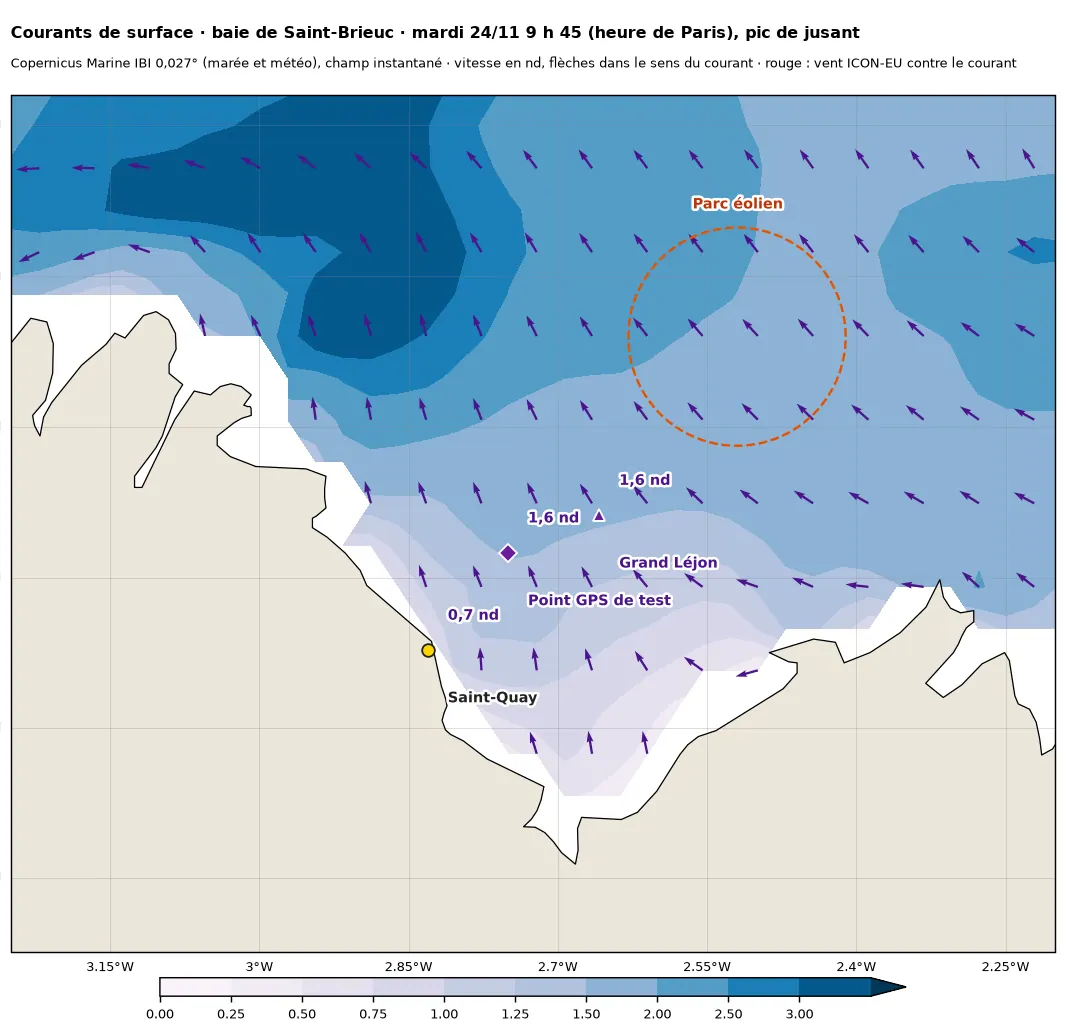 Courants de surface · baie de Saint-Brieuc · mardi 24/11 9 h 45 (heure de Paris), pic de jusant
Copernicus Marine IBI 0,027° (marée et météo), champ instantané · vitesse en nd, flèches dans le sens du courant · rouge : vent ICON-EU contre le courant
Parc éolien
1,6 nd
1,6 nd
Grand Léjon
Point GPS de test
0,7 nd
Saint-Quay
3.15°W 3°W 2.85°W 2.7°W 2.55°W 2.4°W 2.25°W
0.00 0.25 0.50 0.75 1.00 1.25 1.50 2.00 2.50 3.00